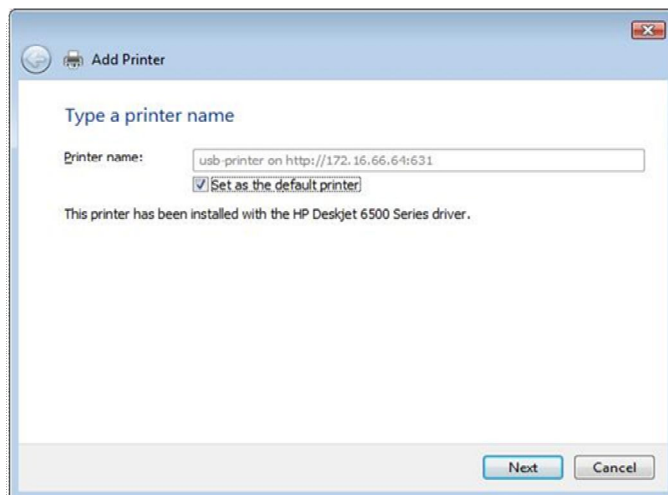 Add Printer
Type a printer name
Printer name:
usb-printer on http://172.16.66.64:631
Set as the default printer
This printer has been installed with the HP Deskjet 6500 Series driver.
Next
Cancel